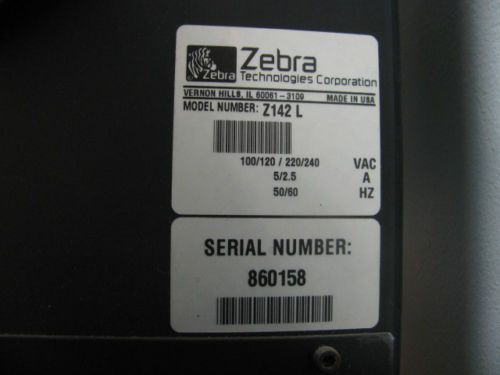 Zebra
Zebra
Technologies Corporation
VERNON HILLS, IL 60061-3109 MADE IN USA
MODEL NUMBER: Z142 L
100/120 / 220/240 VAC
5/2.5 A
50/60 HZ
SERIAL NUMBER:
860158